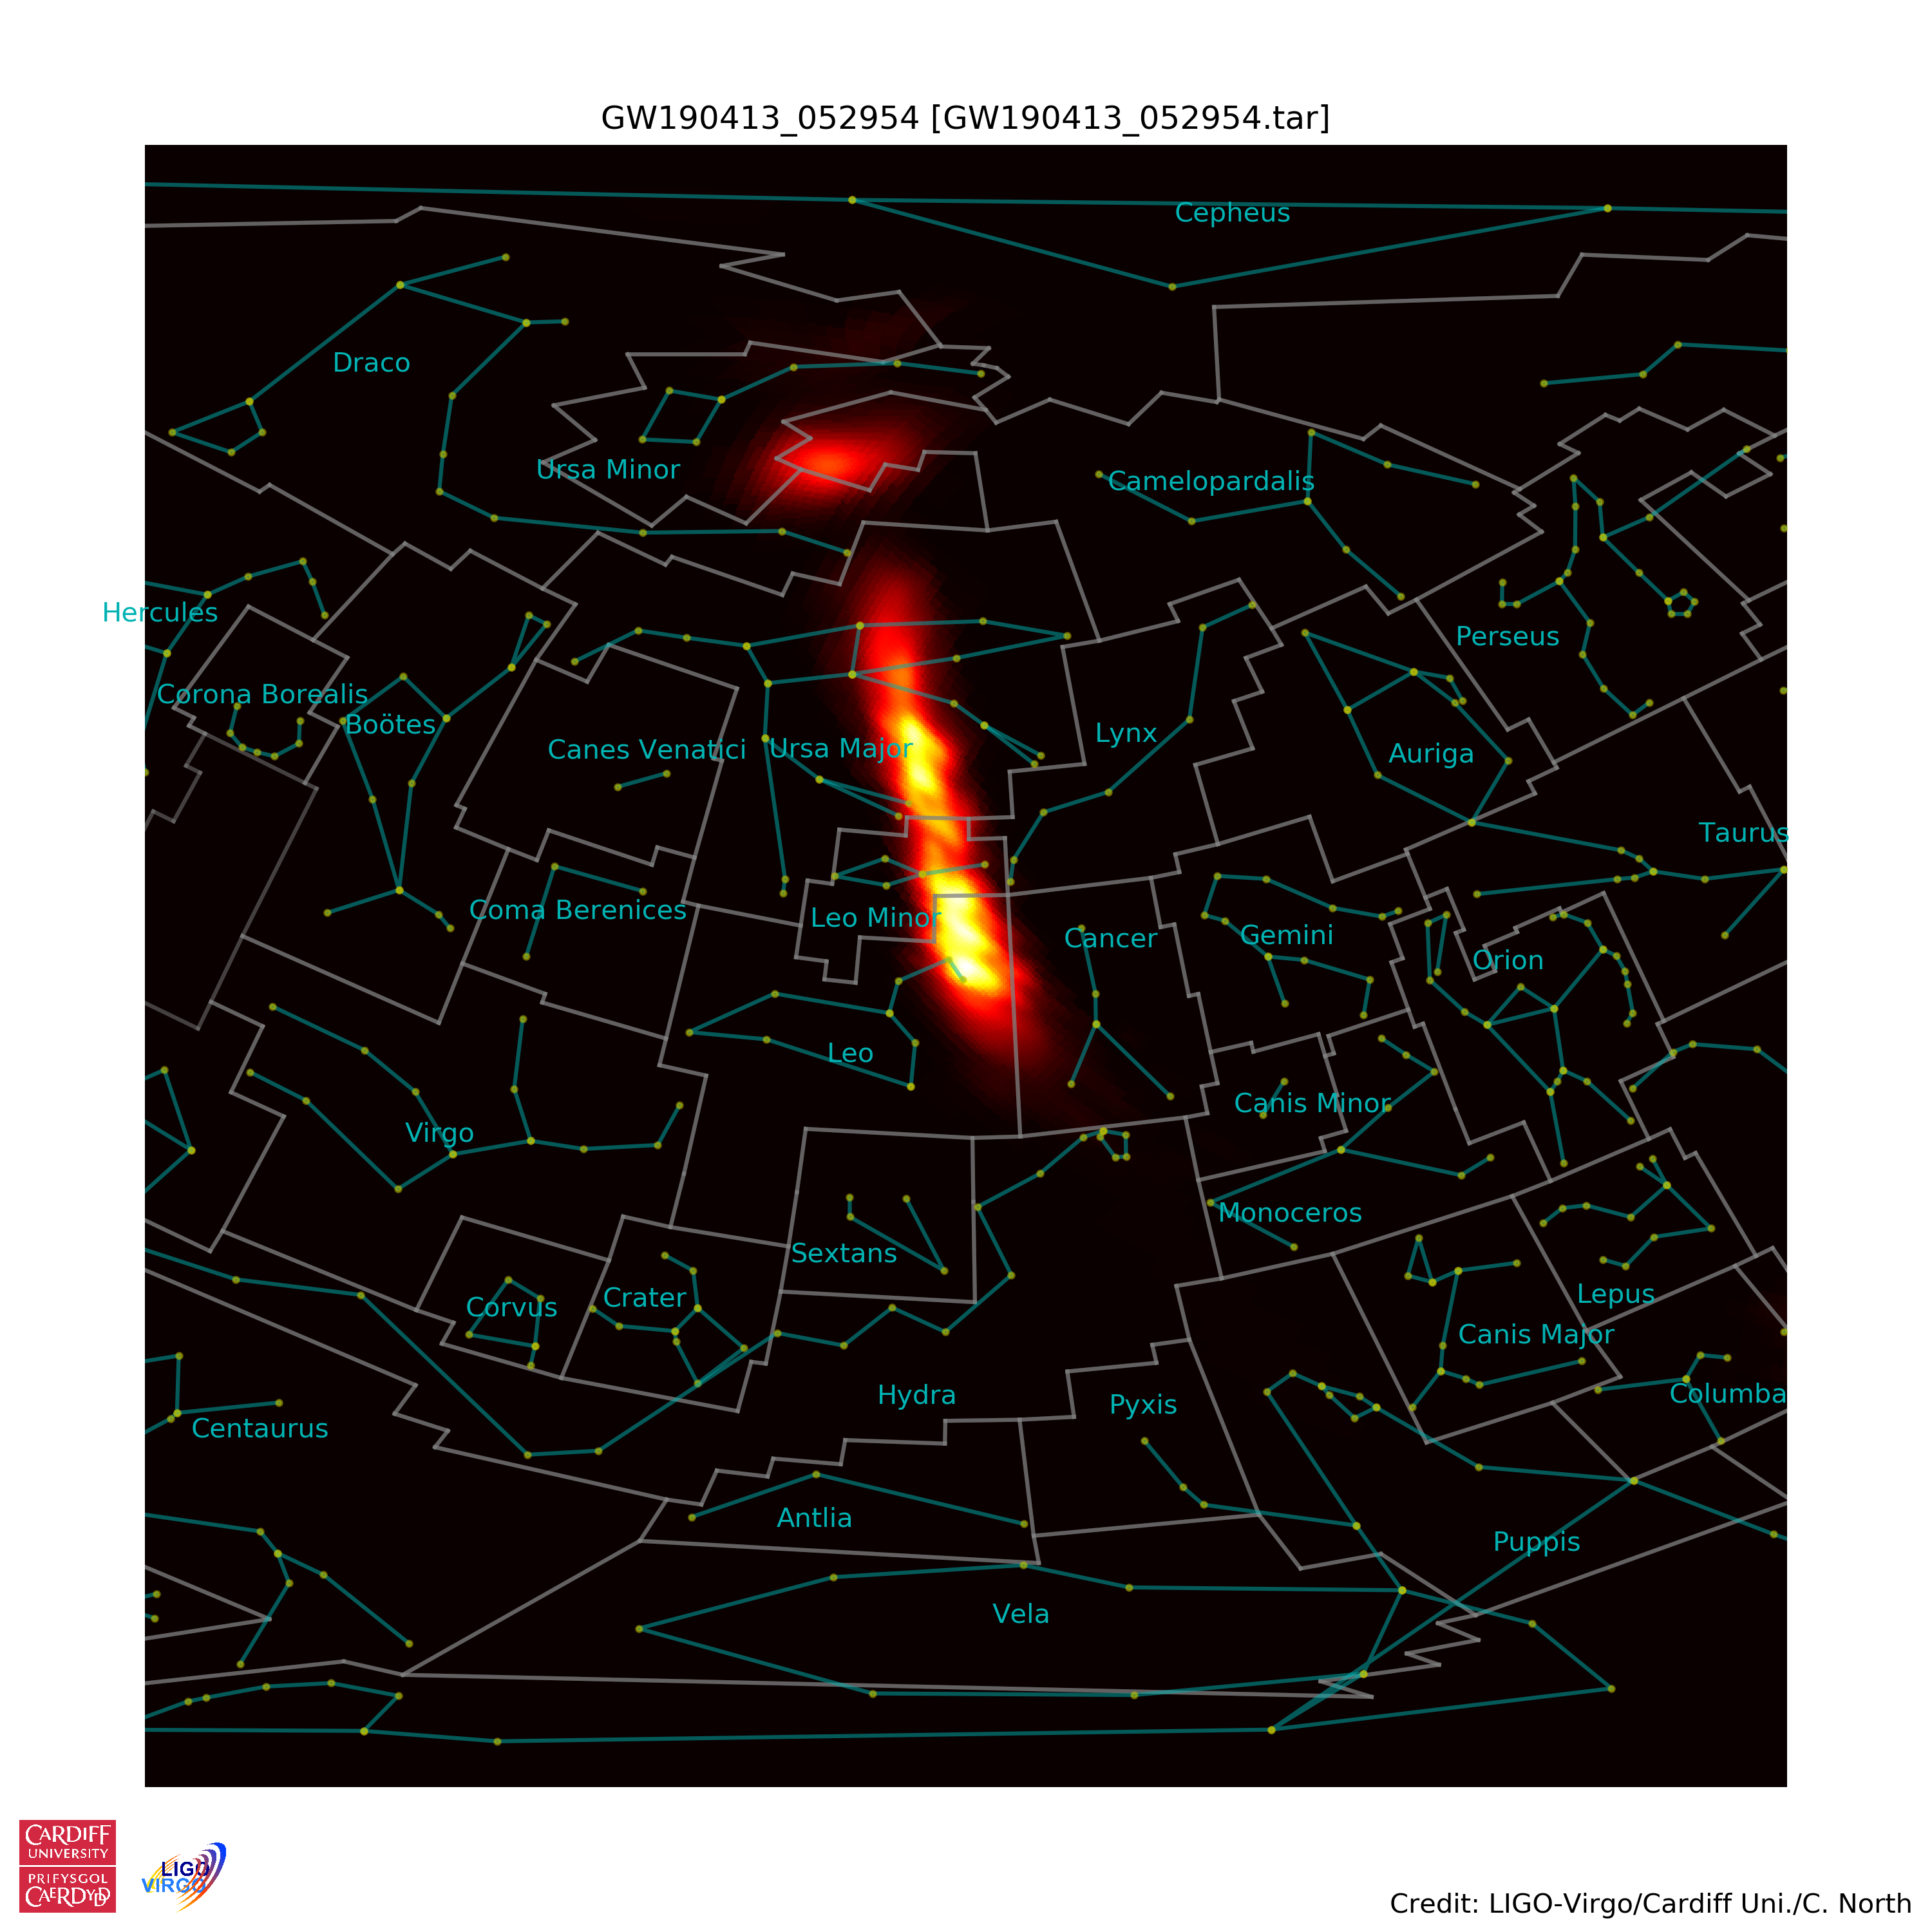 GW190413_052954 [GW190413_052954.tar]
Cepheus
Draco
Ursa Minor
Camelopardalis
Hercules
Perseus
Corona Borealis
Boötes
Canes Venatici
Ursa Major
Lynx
Auriga
Taurus
Coma Berenices
Leo Minor
Cancer
Gemini
Orion
Leo
Canis Minor
Virgo
Monoceros
Sextans
Corvus
Crater
Lepus
Canis Major
Hydra
Pyxis
Columba
Centaurus
Antlia
Puppis
Vela
CARDIFF
UNIVERSITY
PRIFYSGOL
CAERDYDD
LIGO
VIRGO
Credit: LIGO-Virgo/Cardiff Uni./C. North